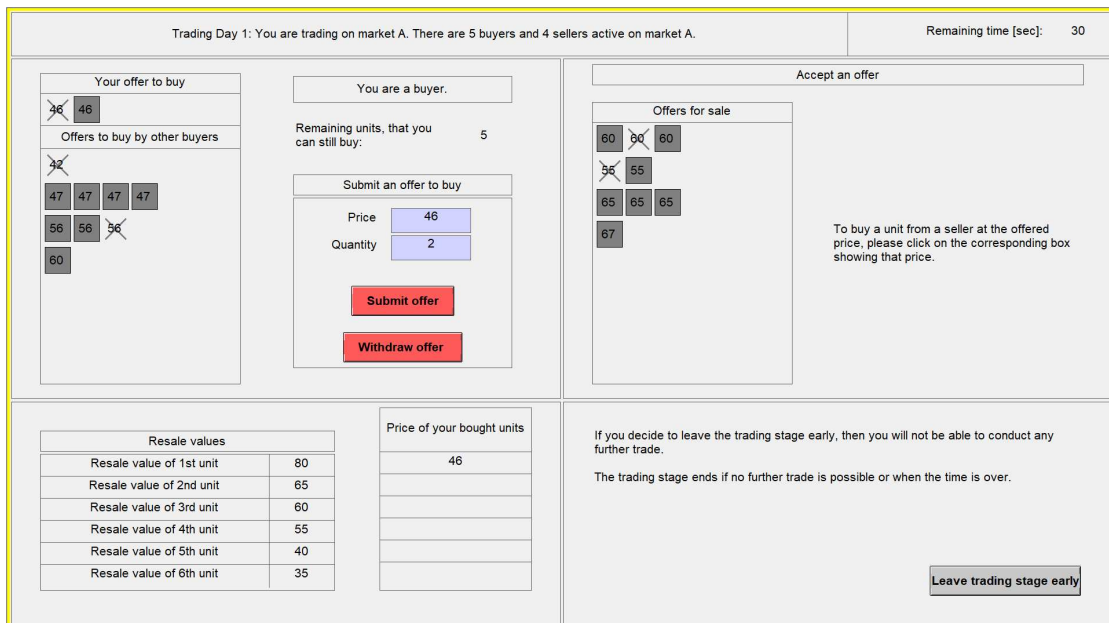 Trading Day 1: You are trading on market A. There are 5 buyers and 4 sellers active on market A.
Remaining time [sec]: 30
Your offer to buy
46 46
Offers to buy by other buyers
42
47 47 47 47
56 56 56
60
You are a buyer.
Remaining units, that you
can still buy: 5
Submit an offer to buy
Price 46
Quantity 2
Submit offer
Withdraw offer
Accept an offer
Offers for sale
60 60 60
55 55
65 65 65
67
To buy a unit from a seller at the offered
price, please click on the corresponding box
showing that price.
Resale values
Resale value of 1st unit 80
Resale value of 2nd unit 65
Resale value of 3rd unit 60
Resale value of 4th unit 55
Resale value of 5th unit 40
Resale value of 6th unit 35
Price of your bought units
46
If you decide to leave the trading stage early, then you will not be able to conduct any
further trade.
The trading stage ends if no further trade is possible or when the time is over.
Leave trading stage early